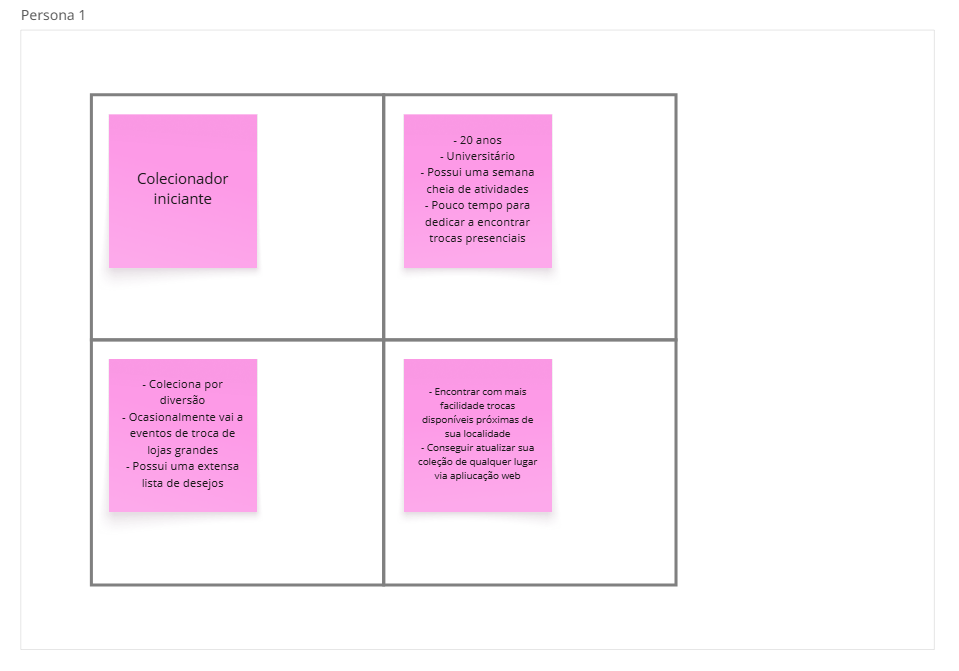 Persona 1
Colecionador
iniciante
- 20 anos
- Universitário
- Possui uma semana
cheia de atividades
- Pouco tempo para
dedicar a encontrar
trocas presenciais
- Coleciona por
diversão
- Ocasionalmente vai a
eventos de troca de
lojas grandes
- Possui uma extensa
lista de desejos
- Encontrar com mais
facilidade trocas
disponíveis próximas de
sua localidade
- Conseguir atualizar sua
coleção de qualquer lugar
via apliucação web